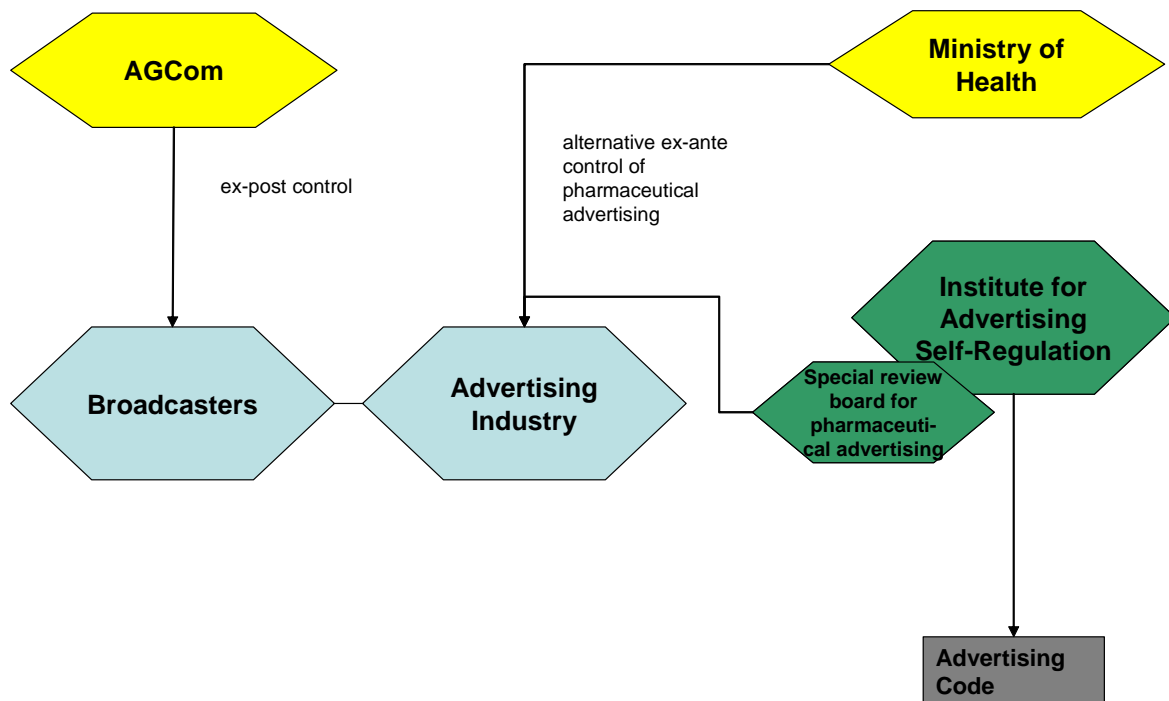 AGCom
Ministry of
Health
alternative ex-ante
control of
pharmaceutical
advertising
ex-post control
Institute for
Advertising
Self-Regulation
Broadcasters
Advertising
Industry
Special review
board for
pharmaceuti-
cal advertising
Advertising
Code